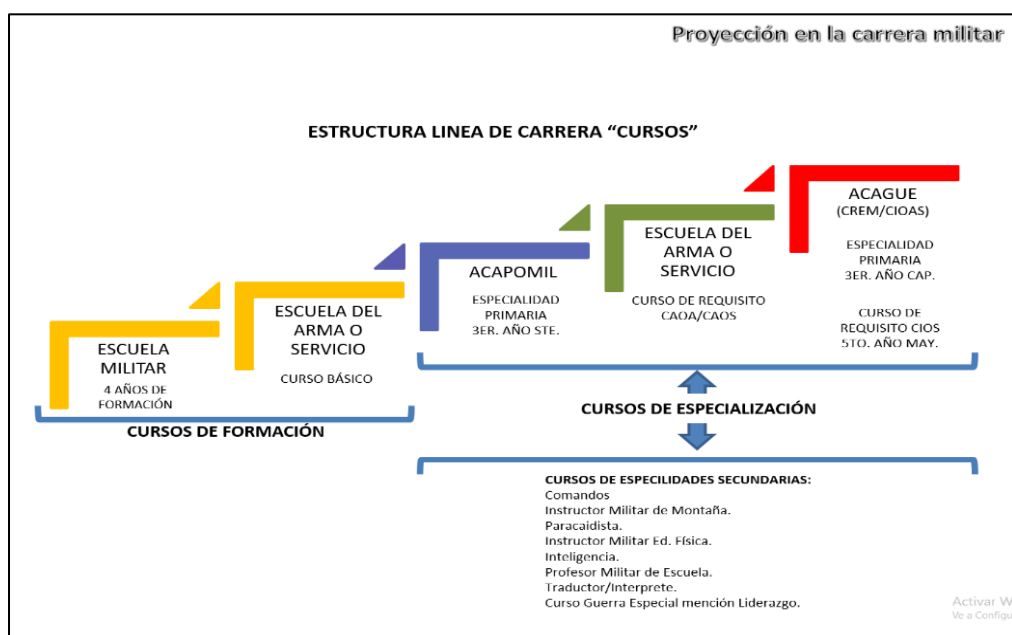 Proyección en la carrera militar
ESTRUCTURA LINEA DE CARRERA “CURSOS”
ESCUELA
MILITAR
4 AÑOS DE
FORMACIÓN
ESCUELA DEL
ARMA O
SERVICIO
CURSO BÁSICO
CURSOS DE FORMACIÓN
ACAPOMIL
ESPECIALIDAD
PRIMARIA
3ER. AÑO STE.
ESCUELA DEL
ARMA O
SERVICIO
CURSO DE REQUISITO
CAOA/CAOS
ACAGUE
(CREM/CIOAS)
ESPECIALIDAD
PRIMARIA
3ER. AÑO CAP.
CURSO DE
REQUISITO CIOS
5TO. AÑO MAY.
CURSOS DE ESPECIALIZACIÓN
CURSOS DE ESPECILIDADES SECUNDARIAS:
Comandos
Instructor Militar de Montaña.
Paracaidista.
Instructor Militar Ed. Física.
Inteligencia.
Profesor Militar de Escuela.
Traductor/Interprete.
Curso Guerra Especial mención Liderazgo.
Activar W
Ve a Configu